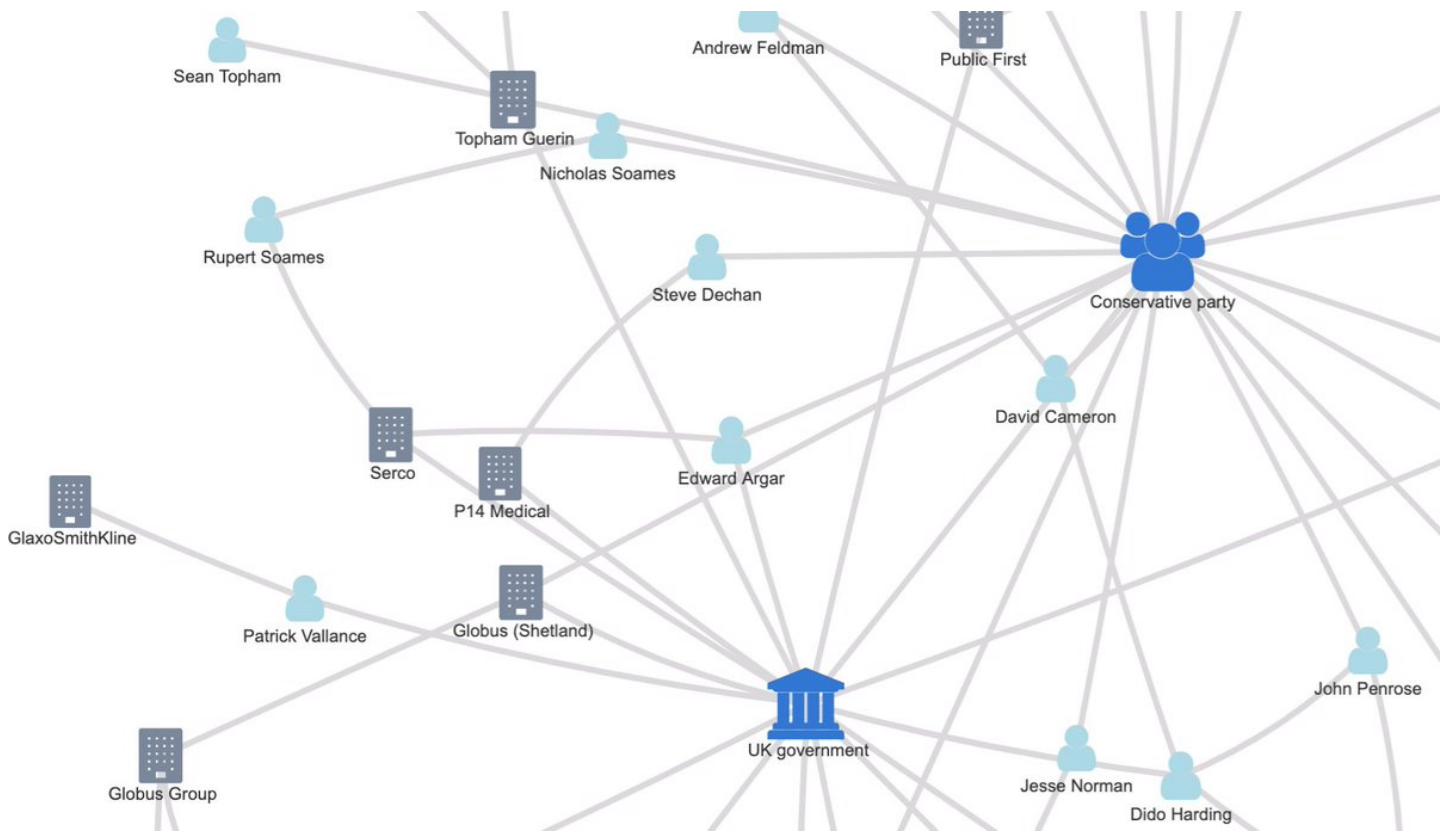 Andrew Feldman
Public First
Sean Topham
Topham Guerin
Nicholas Soames
Rupert Soames
Steve Dechan
Conservative party
David Cameron
Serco
Edward Argar
P14 Medical
GlaxoSmithKline
Patrick Vallance
Globus (Shetland)
John Penrose
UK government
Jesse Norman
Globus Group
Dido Harding